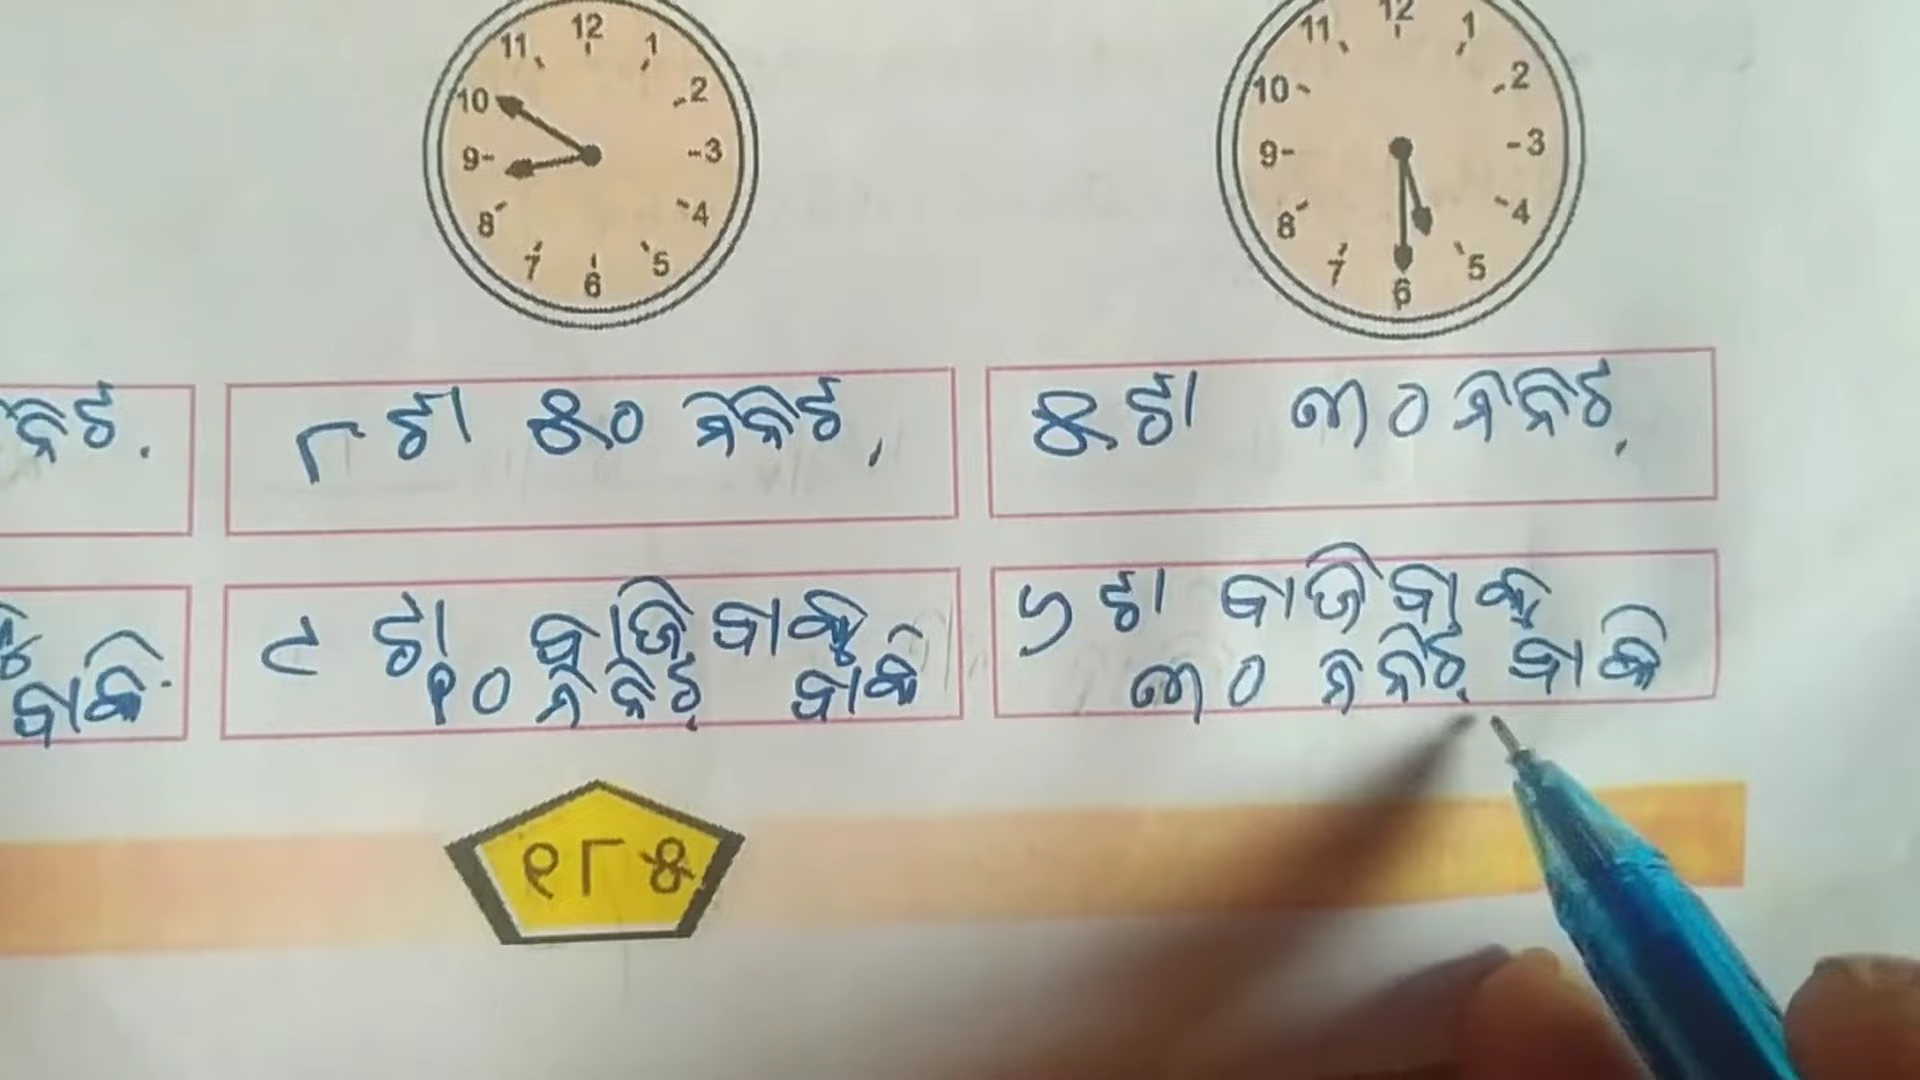 12
11 1
10 2
9 3
8 4
7 5
6
12
11 1
10 2
9 3
8 4
7 5
6
ନିଟ.
୮ ଟା ୫୦ ମିନିଟ,
୫ ଟା ୩୦ ମିନିଟ.
ବାକି
୯ ଟା ବାଜିବାକୁ
୧୦ ମିନିଟ୍ ବାକି
୬ ଟା ବାଜିବାକୁ
୩୦ ମିନିଟ୍ ବାକି
୧୮୫